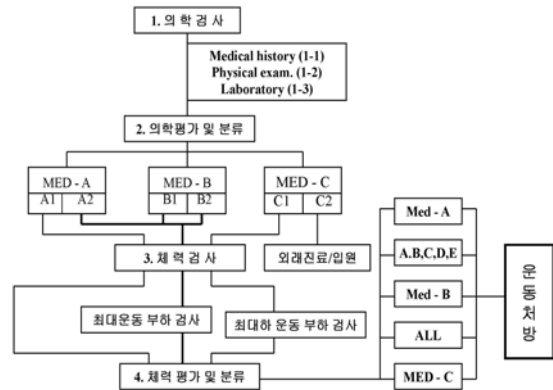 1. 의 학 검 사
Medical history (1-1)
Physical exam. (1-2)
Laboratory (1-3)
2. 의학평가 및 분류
MED - A
MED - B
MED - C
A1 A2
B1 B2
C1 C2
3. 체 력 검 사
외래진료/입원
최대운동 부하 검사
최대하 운동 부하 검사
4. 체력 평가 및 분류
Med - A
A.B,C,D,E
Med - B
ALL
MED - C
운
동
처
방